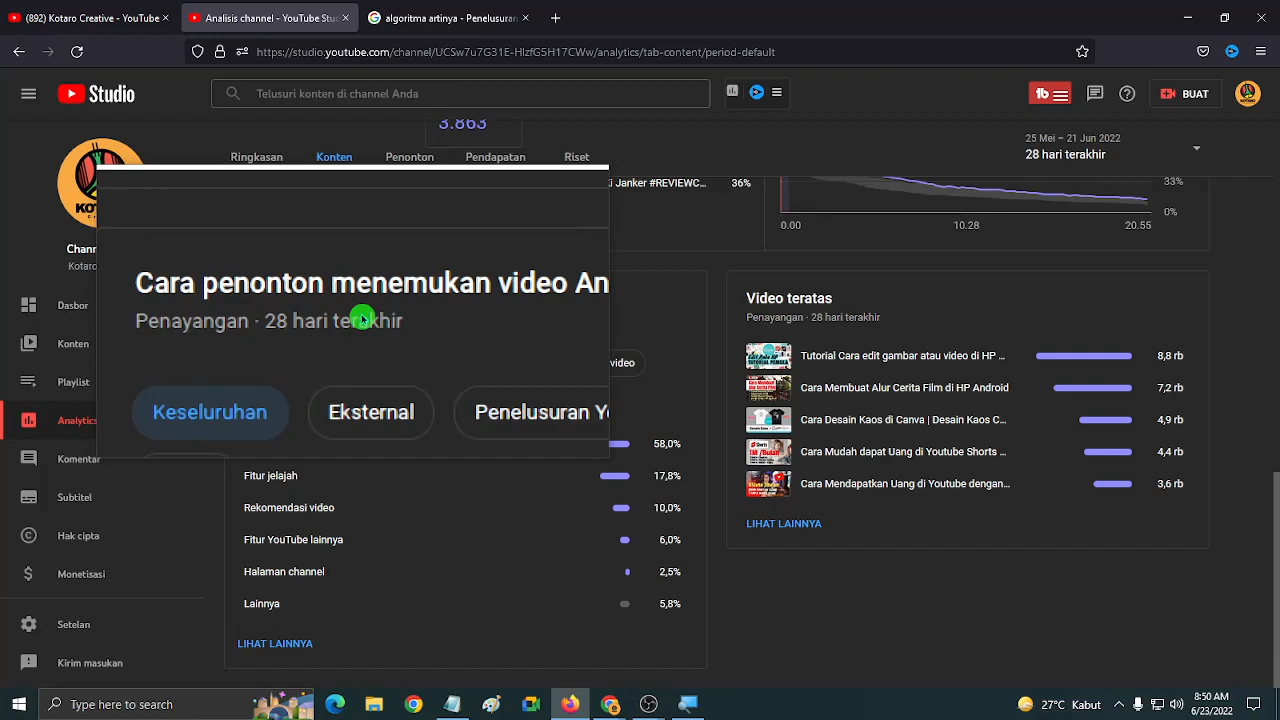 (892) Kotaro Creative - YouTube
Analisis channel - YouTube Stud
algoritma amor - Penelusuran
https://studio.youtube.com/channel/UCSw7u7G31E-HIzfG5H17CWw/analytics/tab-content/period-default
Studio
Telusuri konten di channel Anda
BUAT
3.863
25 Mei – 21 Jun 2022
28 hari terakhir
Ringkasan
Konten
Penonton
Pendapatan
Riset
KOTARO
i Janker #REVIEWC...
36%
33%
0%
0.00
10.28
20.55
Chann
Kotaro
Dasbor
Konten
Playlist
Analytics
Komentar
Subtitel
Hak cipta
Monetisasi
Setelan
Kirim masukan
Cara penonton menemukan video An
Penayangan · 28 hari terakhir
Keseluruhan
Eksternal
Penelusuran Yo
video
58,0%
Fitur jelajah
17,8%
Rekomendasi video
10,0%
Fitur YouTube lainnya
6,0%
Halaman channel
2,5%
Lainnya
5,8%
LIHAT LAINNYA
Video teratas
Penayangan · 28 hari terakhir
Tutorial Cara edit gambar atau video di HP ...
8,8 rb
Cara Membuat Alur Cerita Film di HP Android
7,2 rb
Cara Desain Kaos di Canva | Desain Kaos C...
4,9 rb
Cara Mudah dapat Uang di Youtube Shorts ...
4,4 rb
Cara Mendapatkan Uang di Youtube dengan...
3,6 rb
LIHAT LAINNYA
Type here to search
27°C Kabut
8:50 AM
6/23/2022